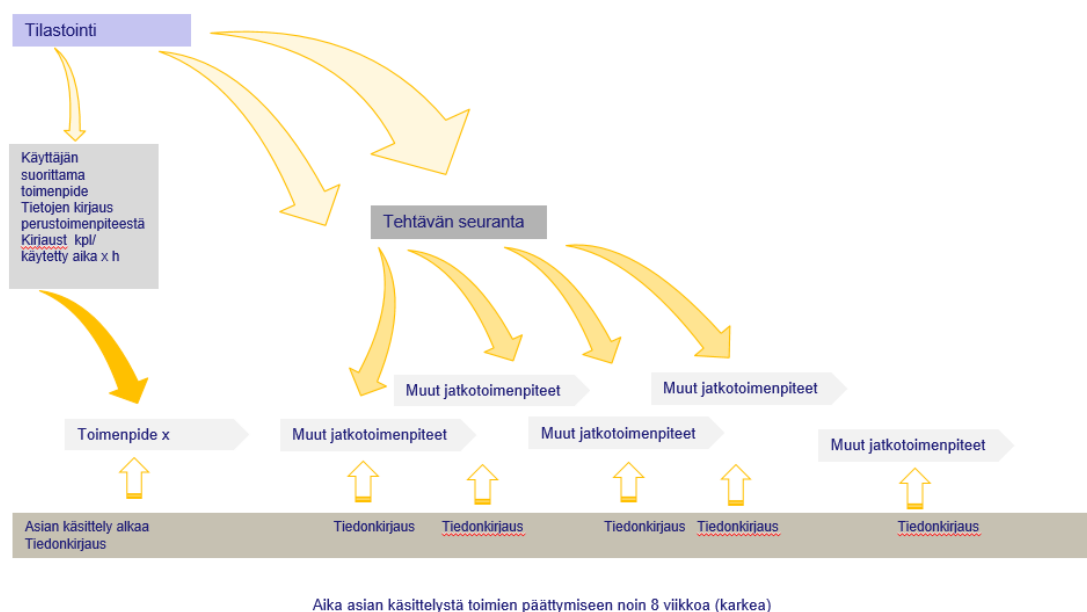 Tilastointi
Käyttäjän
suorittama
toimenpide
Tietojen kirjaus
perustoimenpiteestä
Kirjaust kpl/
käytetty aika x h
Tehtävän seuranta
Muut jatkotoimenpiteet
Muut jatkotoimenpiteet
Toimenpide x
Muut jatkotoimenpiteet
Muut jatkotoimenpiteet
Muut jatkotoimenpiteet
Asian käsittely alkaa
Tiedonkirjaus
Tiedonkirjaus
Tiedonkirjaus
Tiedonkirjaus
Tiedonkirjaus
Tiedonkirjaus
Aika asian käsittelystä toimien päättymiseen noin 8 viikkoa (karkea)